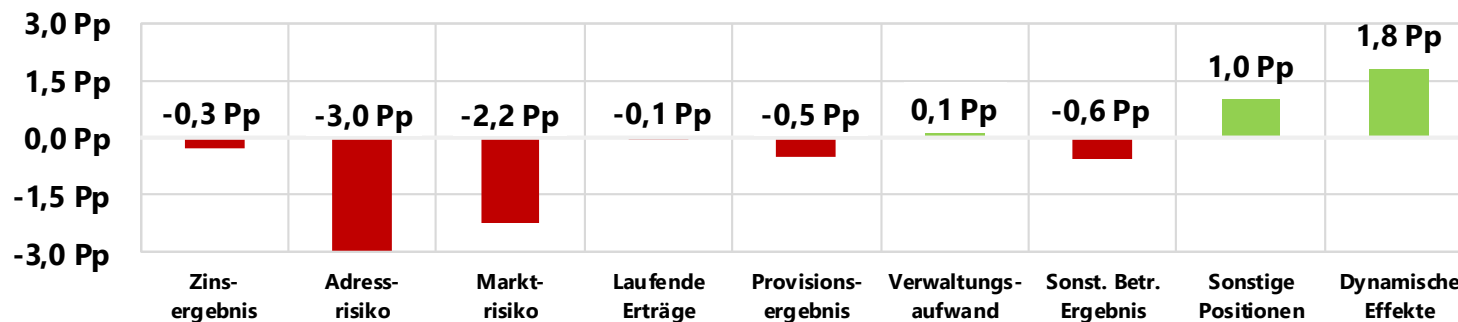 3,0 Pp
1,5 Pp
0,0 Pp
-1,5 Pp
-3,0 Pp
-0,3 Pp
-3,0 Pp
-2,2 Pp
-0,1 Pp
-0,5 Pp
0,1 Pp
-0,6 Pp
1,0 Pp
1,8 Pp
Zins-
ergebnis
Adress-
risiko
Markt-
risiko
Laufende
Erträge
Provisions-
ergebnis
Verwaltungs-
aufwand
Sonst. Betr.
Ergebnis
Sonstige
Positionen
Dynamische
Effekte